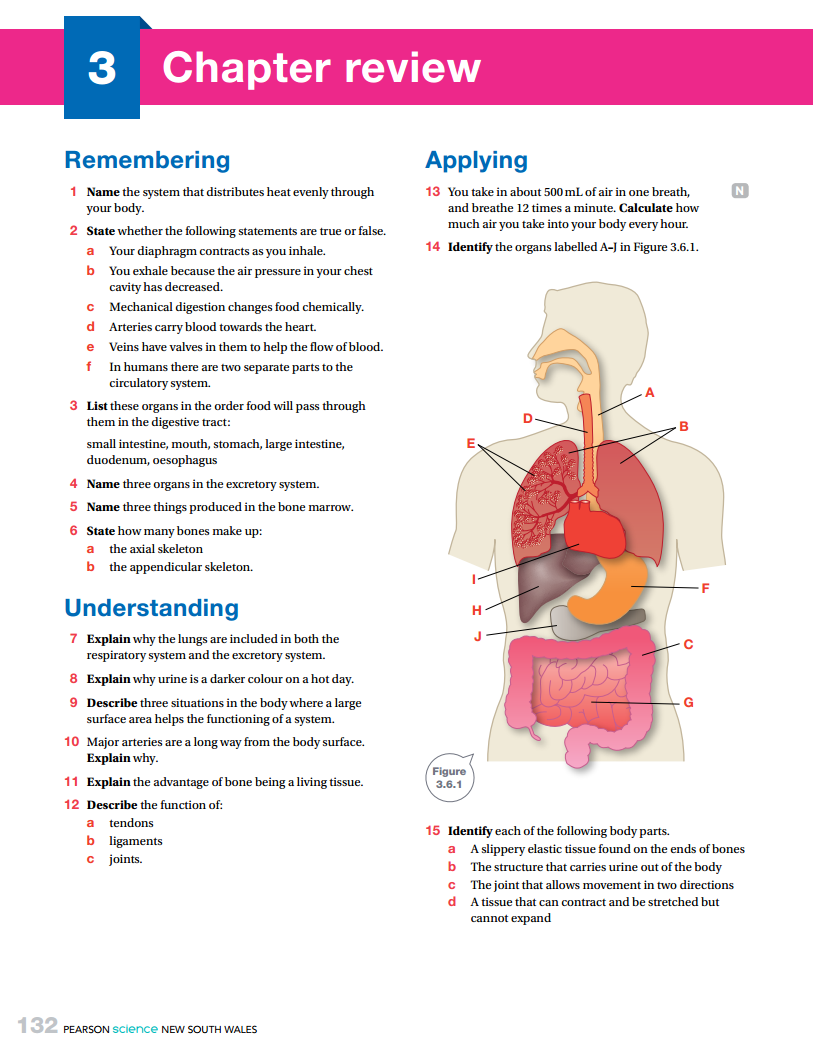 3 Chapter review
Remembering
1 Name the system that distributes heat evenly through
your body.
2 State whether the following statements are true or false.
a Your diaphragm contracts as you inhale.
b You exhale because the air pressure in your chest
cavity has decreased.
c Mechanical digestion changes food chemically.
d Arteries carry blood towards the heart.
e Veins have valves in them to help the flow of blood.
f In humans there are two separate parts to the
circulatory system.
3 List these organs in the order food will pass through
them in the digestive tract:
small intestine, mouth, stomach, large intestine,
duodenum, oesophagus
4 Name three organs in the excretory system.
5 Name three things produced in the bone marrow.
6 State how many bones make up:
a the axial skeleton
b the appendicular skeleton.
Understanding
7 Explain why the lungs are included in both the
respiratory system and the excretory system.
8 Explain why urine is a darker colour on a hot day.
9 Describe three situations in the body where a large
surface area helps the functioning of a system.
10 Major arteries are a long way from the body surface.
Explain why.
11 Explain the advantage of bone being a living tissue.
12 Describe the function of:
a tendons
b ligaments
c joints.
Applying
13 You take in about 500 mL of air in one breath,
and breathe 12 times a minute. Calculate how
much air you take into your body every hour.
N
14 Identify the organs labelled A–J in Figure 3.6.1.
A
D
B
E
I
F
H
J
C
G
Figure
3.6.1
15 Identify each of the following body parts.
a A slippery elastic tissue found on the ends of bones
b The structure that carries urine out of the body
c The joint that allows movement in two directions
d A tissue that can contract and be stretched but
cannot expand
132 PEARSON science NEW SOUTH WALES